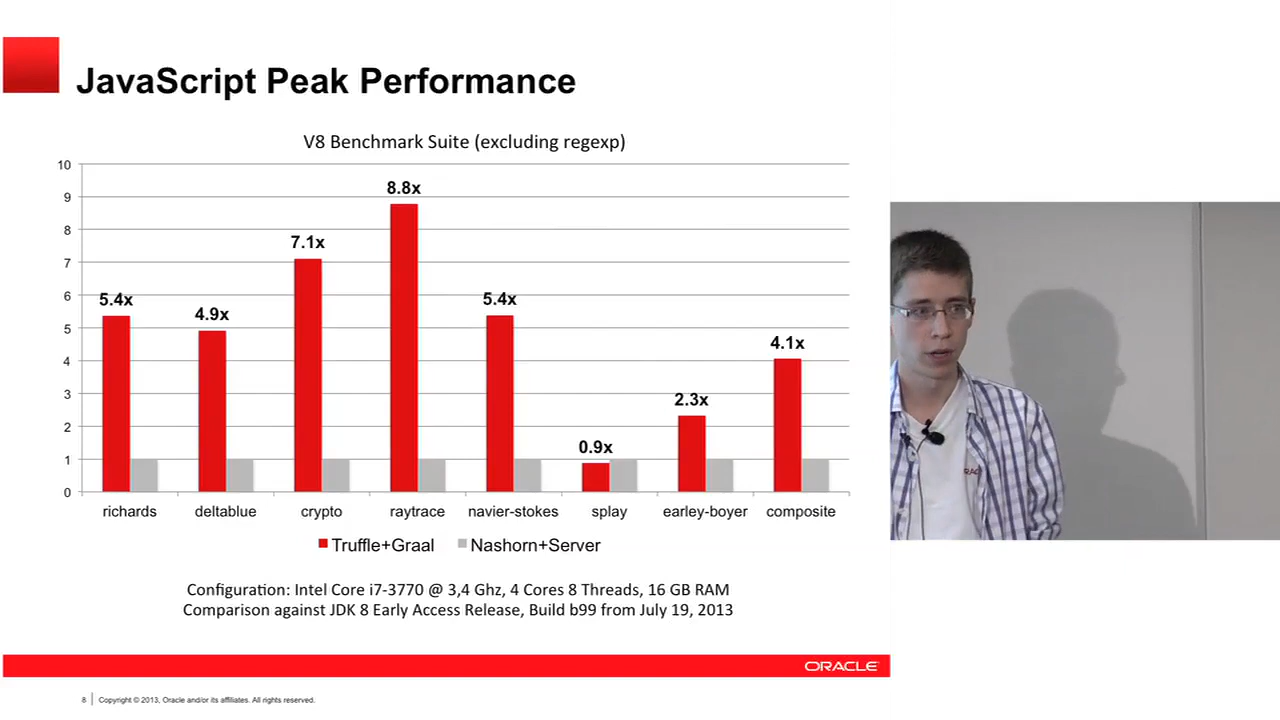 JavaScript Peak Performance
V8 Benchmark Suite (excluding regexp)
10
9
8
7
6
5
4
3
2
1
0
5.4x
4.9x
7.1x
8.8x
5.4x
0.9x
2.3x
4.1x
richards
deltablue
crypto
raytrace
navier-stokes
splay
earley-boyer
composite
Truffle+Graal
Nashorn+Server
Configuration: Intel Core i7-3770 @ 3,4 Ghz, 4 Cores 8 Threads, 16 GB RAM
Comparison against JDK 8 Early Access Release, Build b99 from July 19, 2013
ORACLE
8
Copyright © 2013, Oracle and/or its affiliates. All rights reserved.